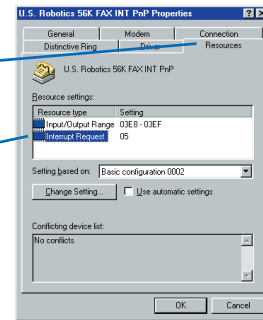 U.S. Robotics 56K FAX INT PnP Properties
General Modem Connection
Distinctive Ring Driver Resources
U.S. Robotics 56K FAX INT PnP
Resource settings:
Resource type Setting
Input/Output Range 03E8 - 03EF
Interrupt Request 05
Setting based on: Basic configuration 0002
Change Setting... Use automatic settings
Conflicting device list:
No conflicts.
OK Cancel